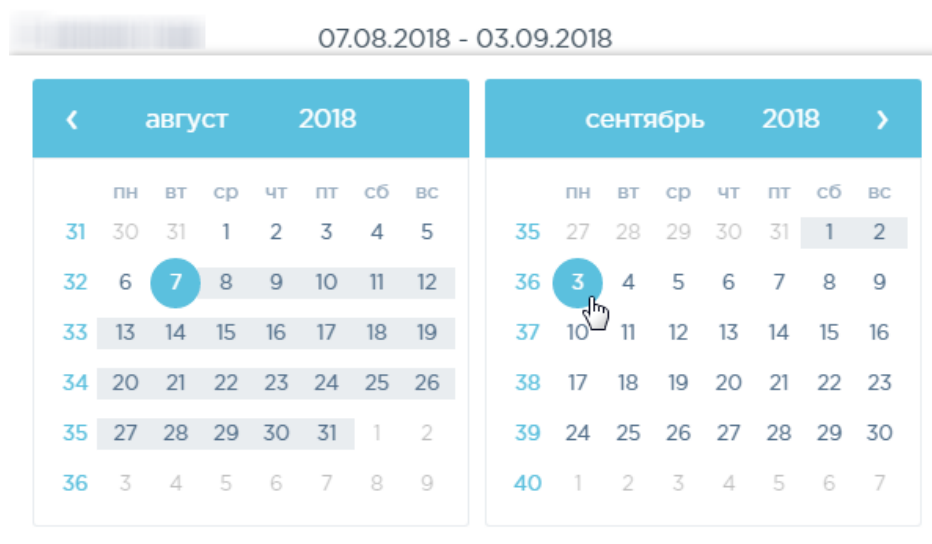 07.08.2018 - 03.09.2018
август 2018
пн вт ср чт пт сб вс
31 30 31 1 2 3 4 5
32 6 7 8 9 10 11 12
33 13 14 15 16 17 18 19
34 20 21 22 23 24 25 26
35 27 28 29 30 31 1 2
36 3 4 5 6 7 8 9
сентябрь 2018
пн вт ср чт пт сб вс
35 27 28 29 30 31 1 2
36 3 4 5 6 7 8 9
37 10 11 12 13 14 15 16
38 17 18 19 20 21 22 23
39 24 25 26 27 28 29 30
40 1 2 3 4 5 6 7